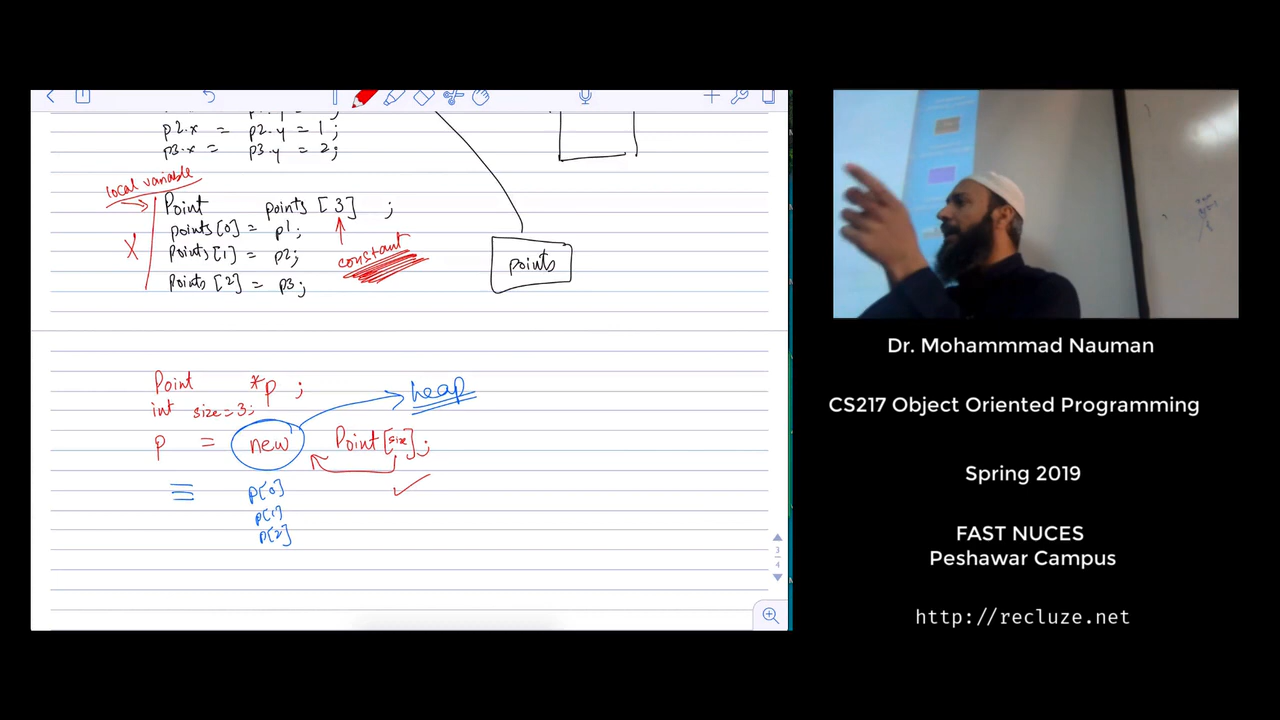 p2.x = p2.y = 1;
p3.x = p3.y = 2;
local variable
Point points [3] ;
points[0] = p1;
Points[1] = p2;
Points [2] = p3;
X
constant
points
Point *p ;
int size=3;
p = new Point[size];
heap
≡ p[0]
p[1]
p[2]
3
4
Dr. Mohammmad Nauman
CS217 Object Oriented Programming
Spring 2019
FAST NUCES
Peshawar Campus
http://recluze.net